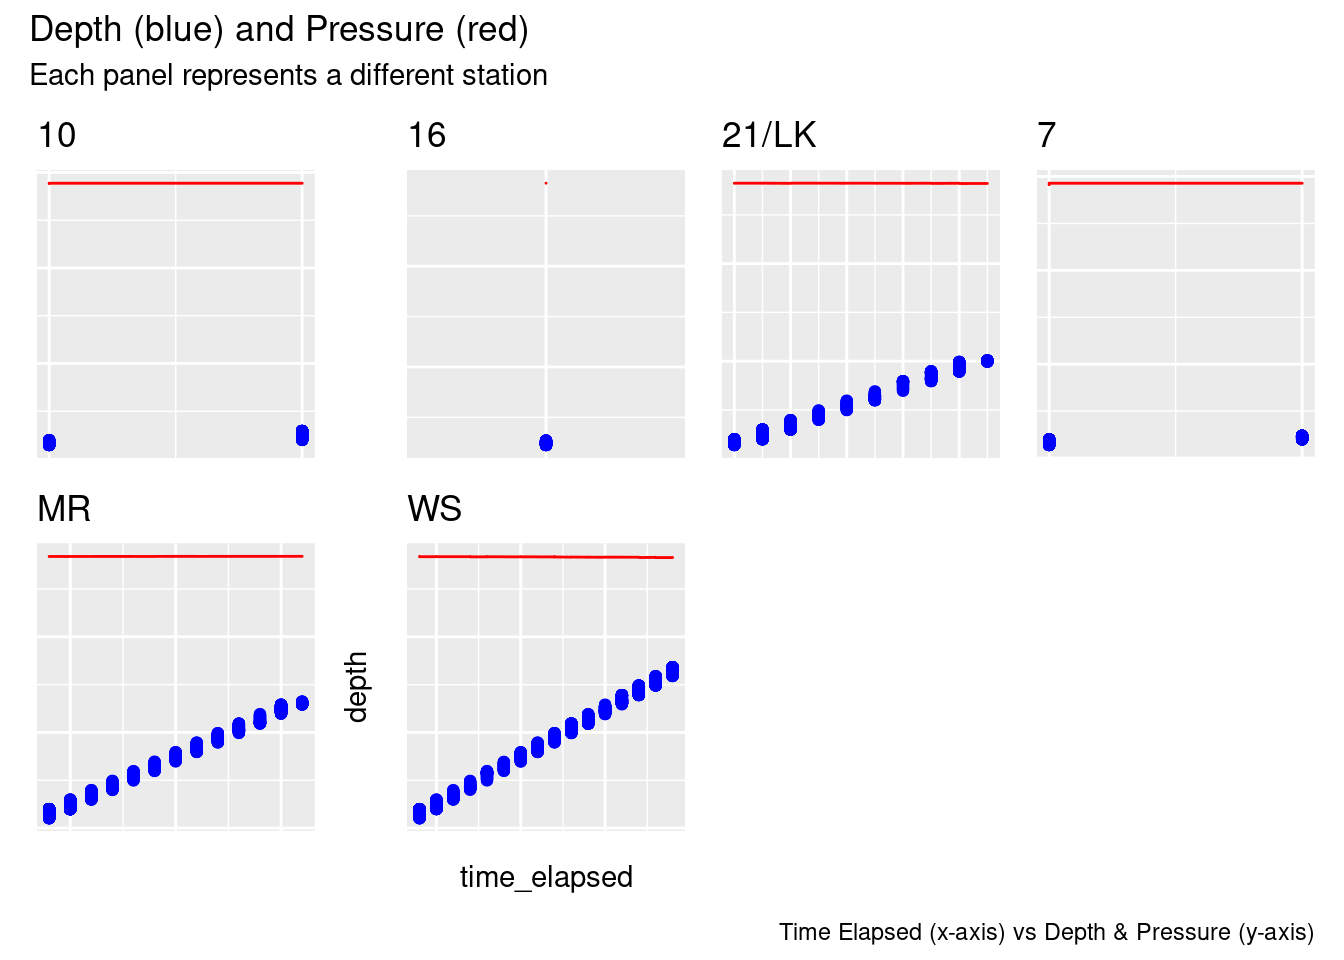 Depth (blue) and Pressure (red)
Each panel represents a different station
10
16
21/LK
7
MR
WS
depth
time_elapsed
Time Elapsed (x-axis) vs Depth & Pressure (y-axis)